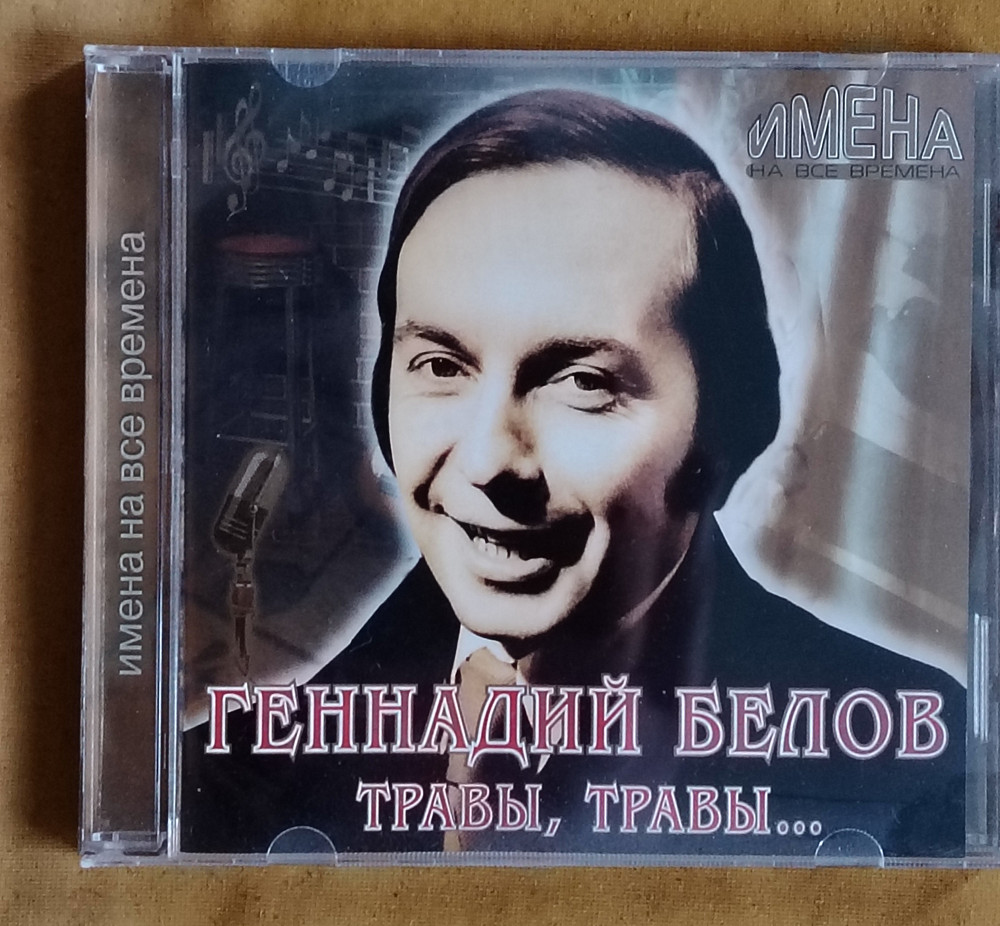 имена на все времена
ИМЕНА
НА ВСЕ ВРЕМЕНА
ГЕННАДИЙ БЕЛОВ
ТРАВЫ, ТРАВЫ...